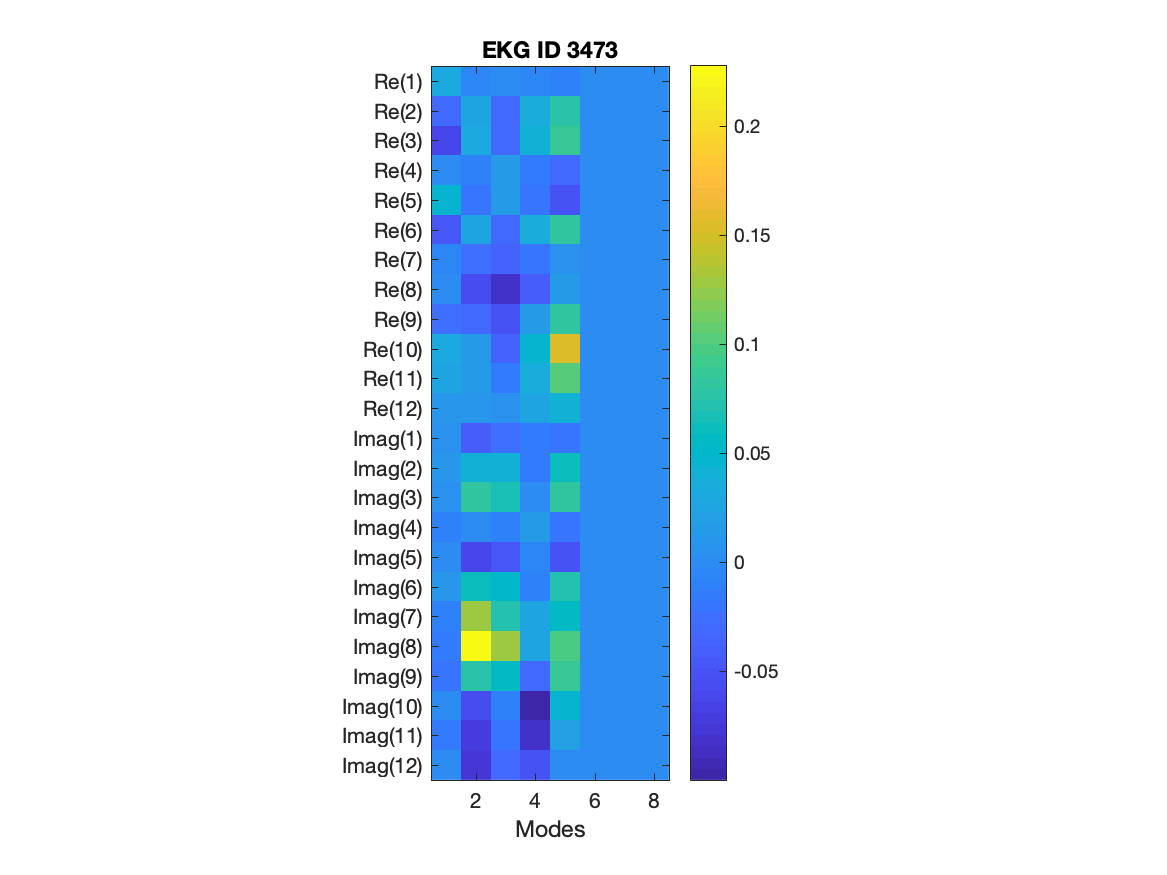 EKG ID 3473
Re(1)
Re(2)
Re(3)
Re(4)
Re(5)
Re(6)
Re(7)
Re(8)
Re(9)
Re(10)
Re(11)
Re(12)
Imag(1)
Imag(2)
Imag(3)
Imag(4)
Imag(5)
Imag(6)
Imag(7)
Imag(8)
Imag(9)
Imag(10)
Imag(11)
Imag(12)
2 4 6 8
Modes
0.2
0.15
0.1
0.05
0
-0.05